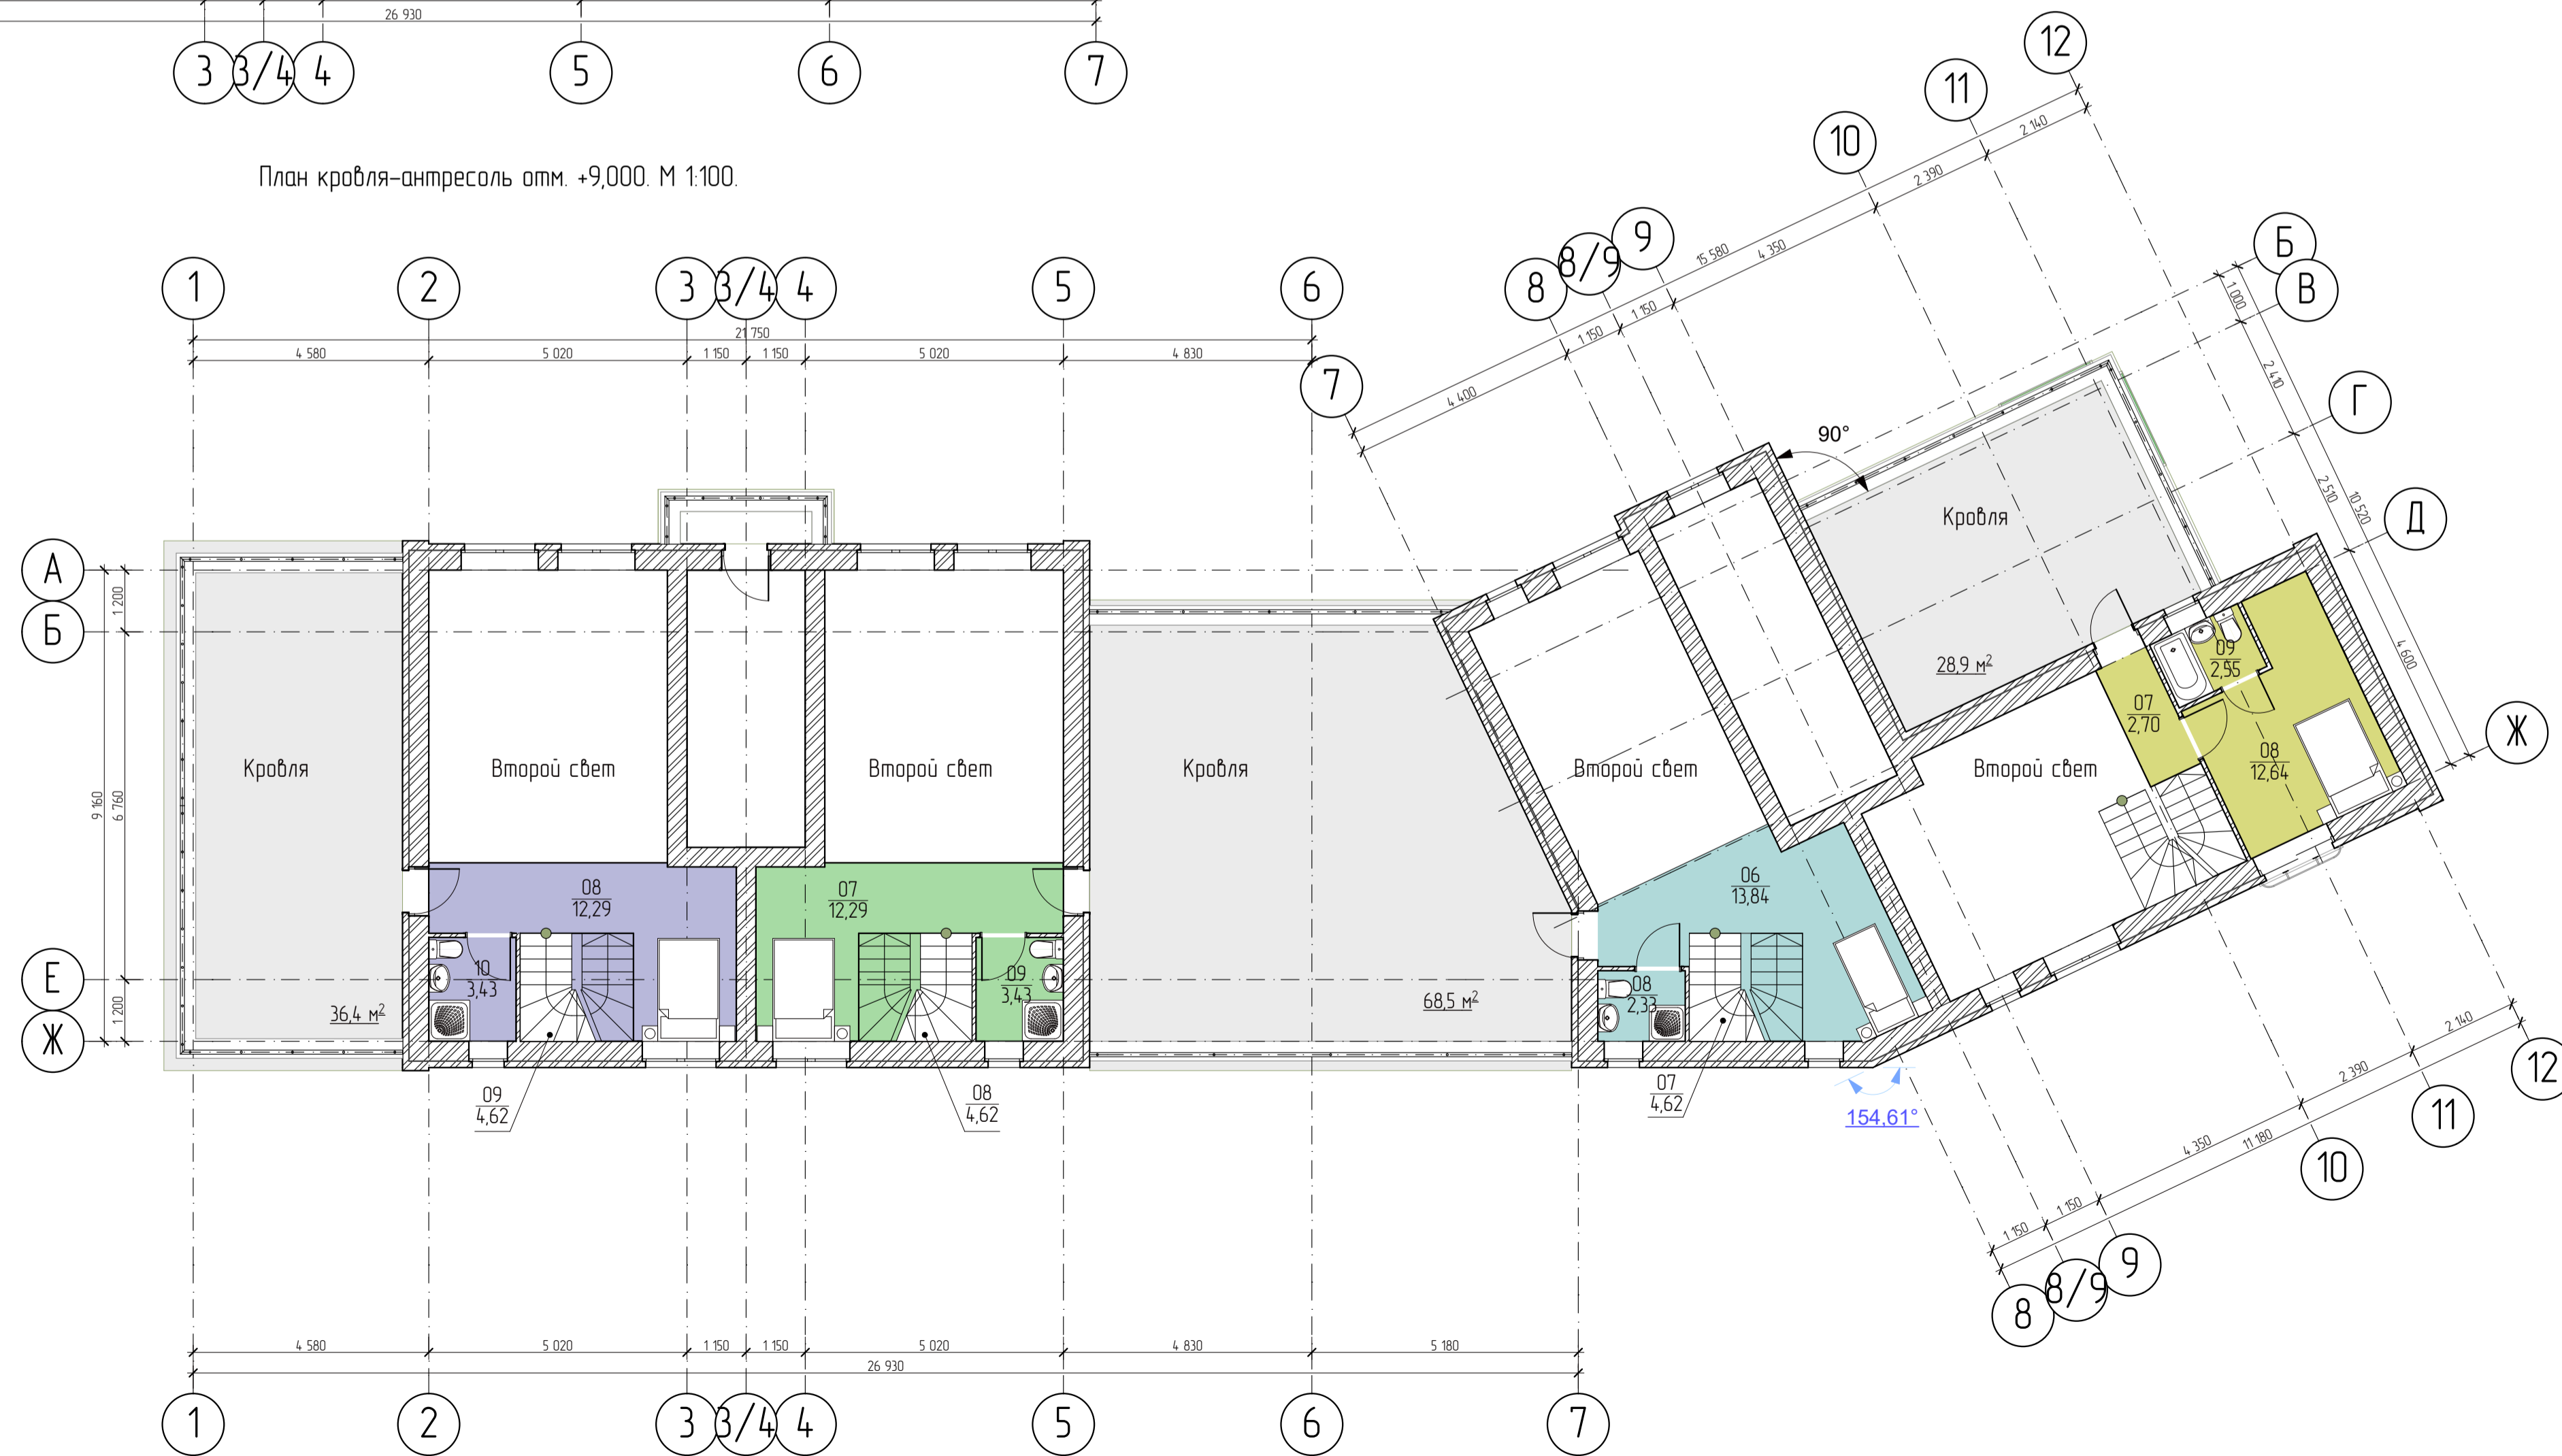 26 930
3 3/4 4 5 6 7
План кровля-антресоль отм. +9,000. М 1:100.
1 2 3 3/4 4 5 6
21 750
4 580 5 020 1 150 1 150 5 020 4 830
7 8 8/9 9 10 11 12
15 580
4 400 1 150 1 150 4 350 2 390 2 140
Б
В
Г
Д
Ж
1 000
2 410
2 510
4 600
10 520
90°
А
Б
Е
Ж
1 200
6 760
1 200
9 160
Кровля
36,4 м²
Второй свет
Второй свет
Кровля
68,5 м²
Второй свет
Второй свет
Кровля
28,9 м²
08
12,29
10
3,43
09
4,62
07
12,29
09
3,43
08
4,62
06
13,84
08
2,33
07
4,62
07
2,70
09
2,55
08
12,64
154,61°
1 150 1 150 4 350 2 390 2 140
11 180
8 8/9 9 10 11 12
4 580 5 020 1 150 1 150 5 020 4 830 5 180
26 930
1 2 3 3/4 4 5 6 7